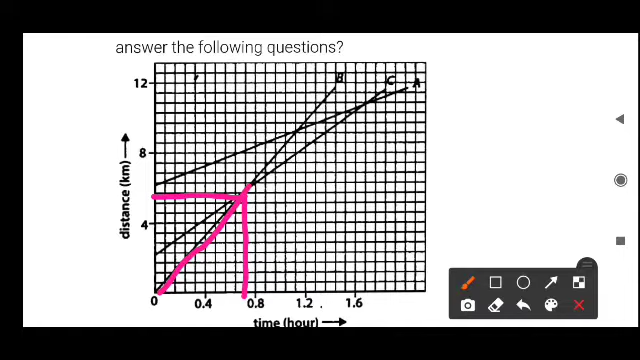 answer the following questions?
B
C
A
12
8
4
distance (km)
0
0.4
0.8
1.2
1.6
time (hour)